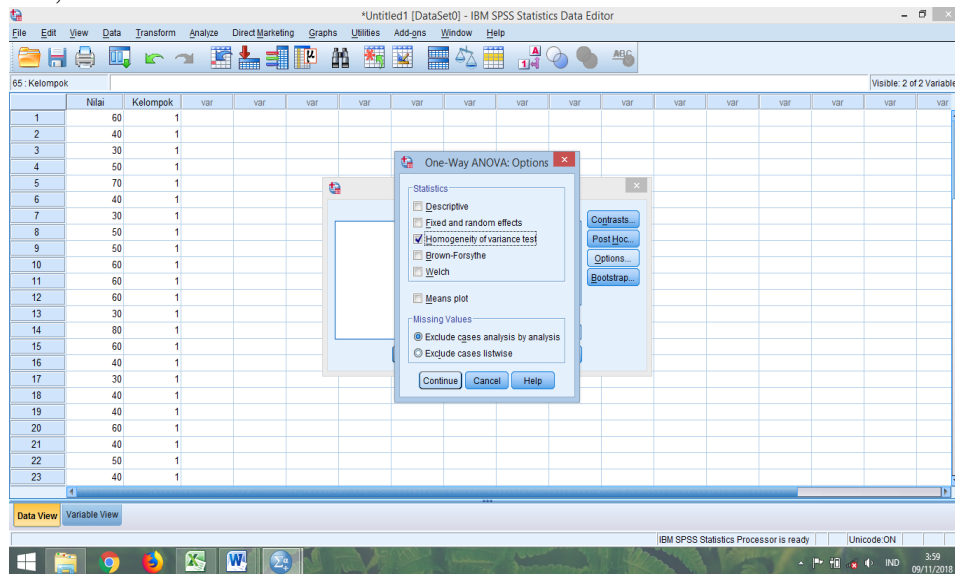 *Untitled1 [DataSet0] - IBM SPSS Statistics Data Editor
File Edit View Data Transform Analyze Direct Marketing Graphs Utilities Add-ons Window Help
65 : Kelompok
Visible: 2 of 2 Variable
Nilai Kelompok var var var var var var var var var var var var var var
1 60 1
2 40 1
3 30 1
4 50 1
5 70 1
6 40 1
7 30 1
8 50 1
9 50 1
10 60 1
11 60 1
12 60 1
13 30 1
14 80 1
15 60 1
16 40 1
17 30 1
18 40 1
19 40 1
20 60 1
21 40 1
22 50 1
23 40 1
One-Way ANOVA: Options
Statistics
Descriptive
Fixed and random effects
Homogeneity of variance test
Brown-Forsythe
Welch
Means plot
Missing Values
Exclude cases analysis by analysis
Exclude cases listwise
Continue Cancel Help
Contrasts...
Post Hoc...
Options...
Bootstrap...
Data View Variable View
IBM SPSS Statistics Processor is ready Unicode:ON
IND
3:59
09/11/2018